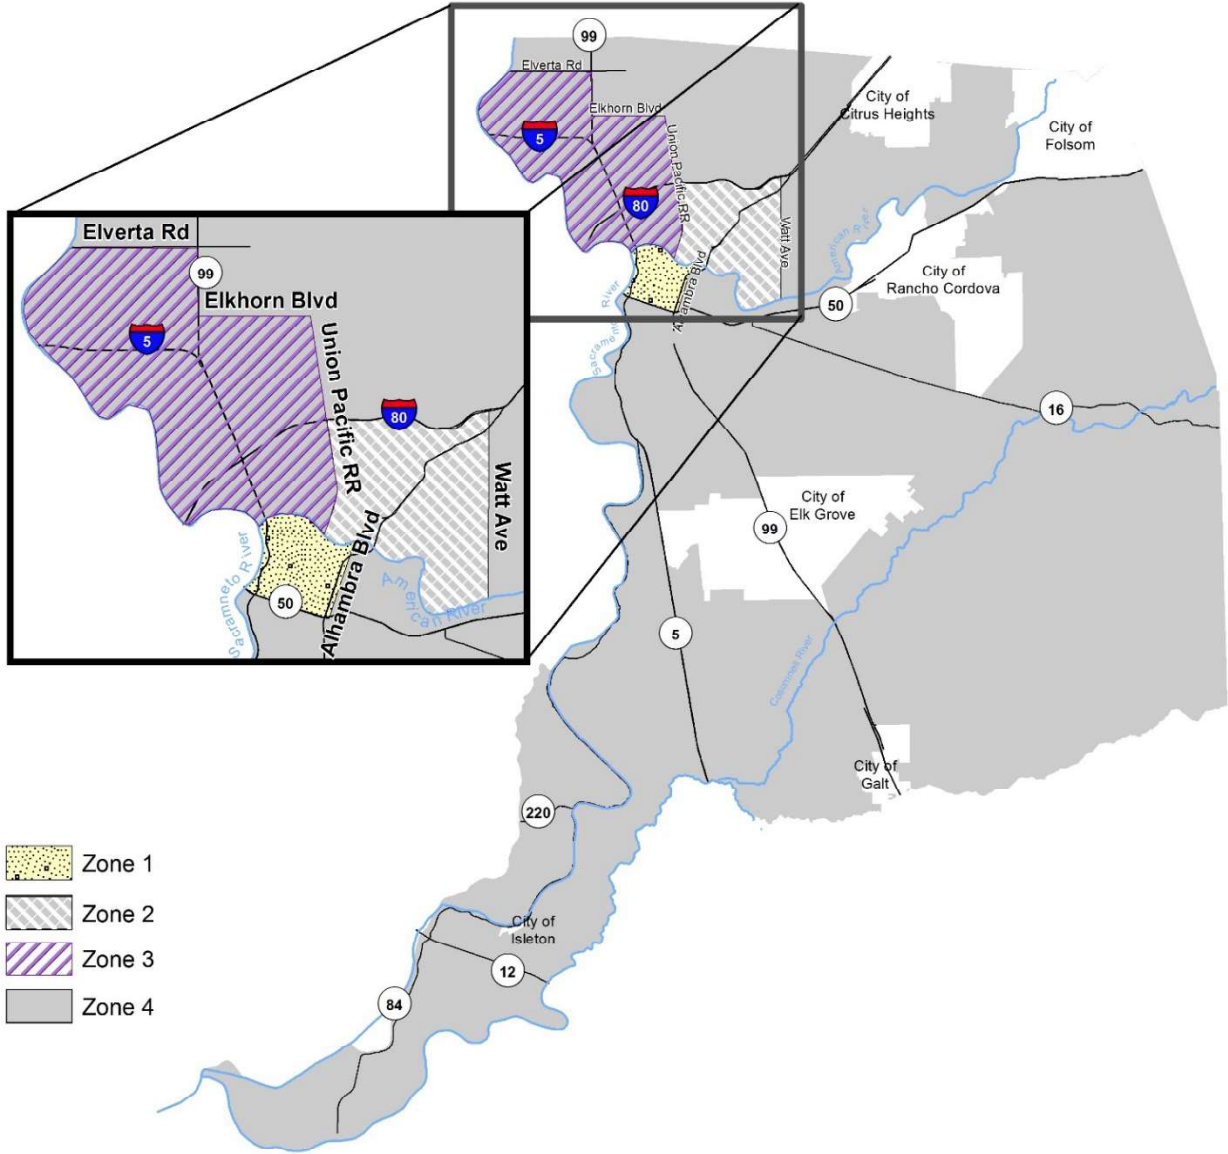 99
Elverta Rd
Elkhorn Blvd
5
Union Pacific RR
80
Watt Ave
Alhambra Blvd
American River
Sacramento River
City of
Citrus Heights
City of
Folsom
City of
Rancho Cordova
50
16
City of
Elk Grove
99
5
Cosumnes River
City of
Galt
220
City of
Isleton
12
84
Elverta Rd
99
Elkhorn Blvd
5
Union Pacific RR
80
Watt Ave
Alhambra Blvd
American River
Sacramneto River
50
Zone 1
Zone 2
Zone 3
Zone 4